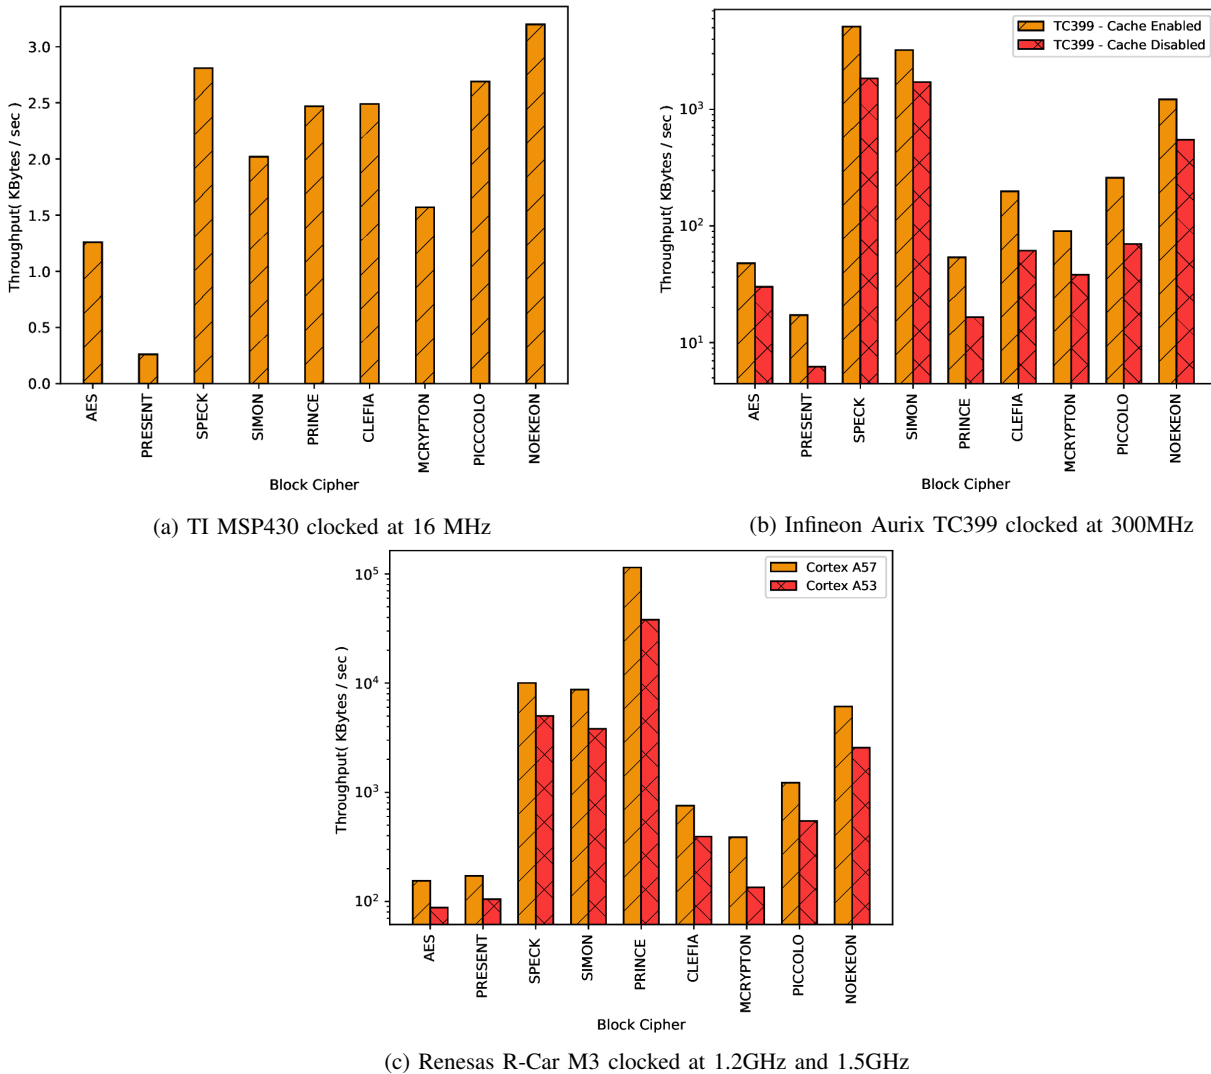 3.0
2.5
2.0
1.5
1.0
0.5
0.0
Throughput( KBytes / sec )
AES
PRESENT
SPECK
SIMON
PRINCE
CLEFIA
MCRYPTON
PICCCOLO
NOEKEON
Block Cipher
(a) TI MSP430 clocked at 16 MHz
TC399 - Cache Enabled
TC399 - Cache Disabled
10³
10²
10¹
Throughput( KBytes / sec )
AES
PRESENT
SPECK
SIMON
PRINCE
CLEFIA
MCRYPTON
PICCOLO
NOEKEON
Block Cipher
(b) Infineon Aurix TC399 clocked at 300MHz
Cortex A57
Cortex A53
10⁵
10⁴
10³
10²
Throughput( KBytes / sec )
AES
PRESENT
SPECK
SIMON
PRINCE
CLEFIA
MCRYPTON
PICCOLO
NOEKEON
Block Cipher
(c) Renesas R-Car M3 clocked at 1.2GHz and 1.5GHz